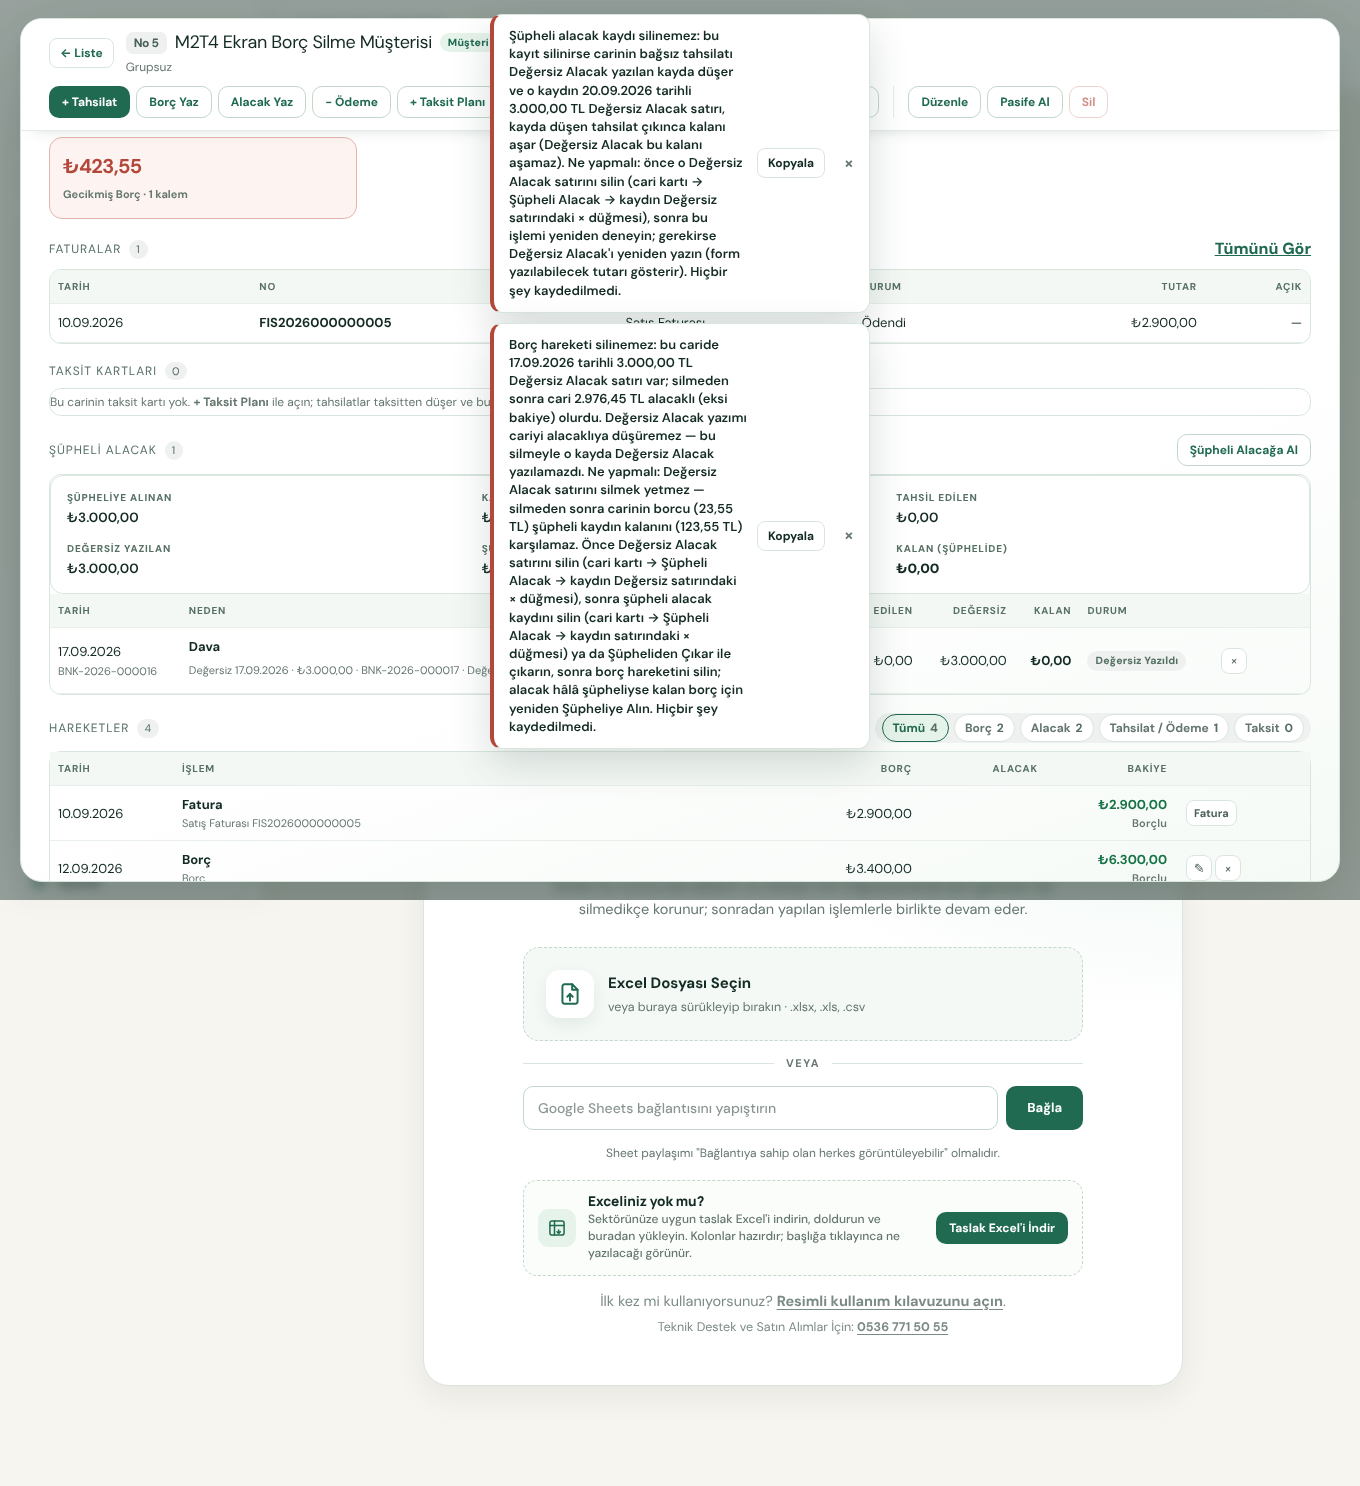 ← Liste
No 5
M2T4 Ekran Borç Silme Müşterisi
Müşteri
Grupsuz
+ Tahsilat
Borç Yaz
Alacak Yaz
- Ödeme
+ Taksit Planı
Düzenle
Pasife Al
Sil
₺423,55
Gecikmiş Borç · 1 kalem
Şüpheli alacak kaydı silinemez: bu
kayıt silinirse carinin bağsız tahsilatı
Değersiz Alacak yazılan kayda düşer
ve o kaydın 20.09.2026 tarihli
3.000,00 TL Değersiz Alacak satırı,
kayda düşen tahsilat çıkınca kalanı
aşar (Değersiz Alacak bu kalanı
aşamaz). Ne yapmalı: önce o Değersiz
Alacak satırını silin (cari kartı →
Şüpheli Alacak → kaydın Değersiz
satırındaki × düğmesi), sonra bu
işlemi yeniden deneyin; gerekirse
Değersiz Alacak'ı yeniden yazın (form
yazılabilecek tutarı gösterir). Hiçbir
şey kaydedilmedi.
Kopyala
×
FATURALAR 1
Tümünü Gör
TARİH NO URUM TUTAR AÇIK
10.09.2026 FIS2026000000005 Satış Faturası Ödendi ₺2.900,00 —
Borç hareketi silinemez: bu caride
17.09.2026 tarihli 3.000,00 TL
Değersiz Alacak satırı var; silmeden
sonra cari 2.976,45 TL alacaklı (eksi
bakiye) olurdu. Değersiz Alacak yazımı
cariyi alacaklıya düşüremez — bu
silmeyle o kayda Değersiz Alacak
yazılamazdı. Ne yapmalı: Değersiz
Alacak satırını silmek yetmez —
silmeden sonra carinin borcu (23,55
TL) şüpheli kaydın kalanını (123,55 TL)
karşılamaz. Önce Değersiz Alacak
satırını silin (cari kartı → Şüpheli
Alacak → kaydın Değersiz satırındaki
× düğmesi), sonra şüpheli alacak
kaydını silin (cari kartı → Şüpheli
Alacak → kaydın satırındaki ×
düğmesi) ya da Şüpheliden Çıkar ile
çıkarın, sonra borç hareketini silin;
alacak hâlâ şüpheliyse kalan borç için
yeniden Şüpheliye Alın. Hiçbir şey
kaydedilmedi.
Kopyala
×
TAKSİT KARTLARI 0
Bu carinin taksit kartı yok. + Taksit Planı ile açın; tahsilatlar taksitten düşer ve bu
ŞÜPHELİ ALACAK 1
Şüpheli Alacağa Al
ŞÜPHELİYE ALINAN K TAHSİL EDİLEN
₺3.000,00 ₺ ₺0,00
DEĞERSİZ YAZILAN Ş KALAN (ŞÜPHELİDE)
₺3.000,00 ₺ ₺0,00
TARİH NEDEN EDİLEN DEĞERSİZ KALAN DURUM
17.09.2026 Dava ₺0,00 ₺3.000,00 ₺0,00 Değersiz Yazıldı ×
BNK-2026-000016 Değersiz 17.09.2026 · ₺3.000,00 · BNK-2026-000017 · Değe
HAREKETLER 4
Tümü 4
Borç 2
Alacak 2
Tahsilat / Ödeme 1
Taksit 0
TARİH İŞLEM BORÇ ALACAK BAKİYE
10.09.2026 Fatura ₺2.900,00 ₺2.900,00 Fatura
Satış Faturası FIS2026000000005 Borçlu
12.09.2026 Borç ₺3.400,00 ₺6.300,00 ✎ ×
Borç Borçlu
silmedikçe korunur; sonradan yapılan işlemlerle birlikte devam eder.
Excel Dosyası Seçin
veya buraya sürükleyip bırakın · .xlsx, .xls, .csv
VEYA
Google Sheets bağlantısını yapıştırın
Bağla
Sheet paylaşımı "Bağlantıya sahip olan herkes görüntüleyebilir" olmalıdır.
Exceliniz yok mu?
Sektörünüze uygun taslak Excel'i indirin, doldurun ve
buradan yükleyin. Kolonlar hazırdır; başlığa tıklayınca ne
yazılacağı görünür.
Taslak Excel'i İndir
İlk kez mi kullanıyorsunuz? Resimli kullanım kılavuzunu açın.
Teknik Destek ve Satın Alımlar İçin: 0536 771 50 55